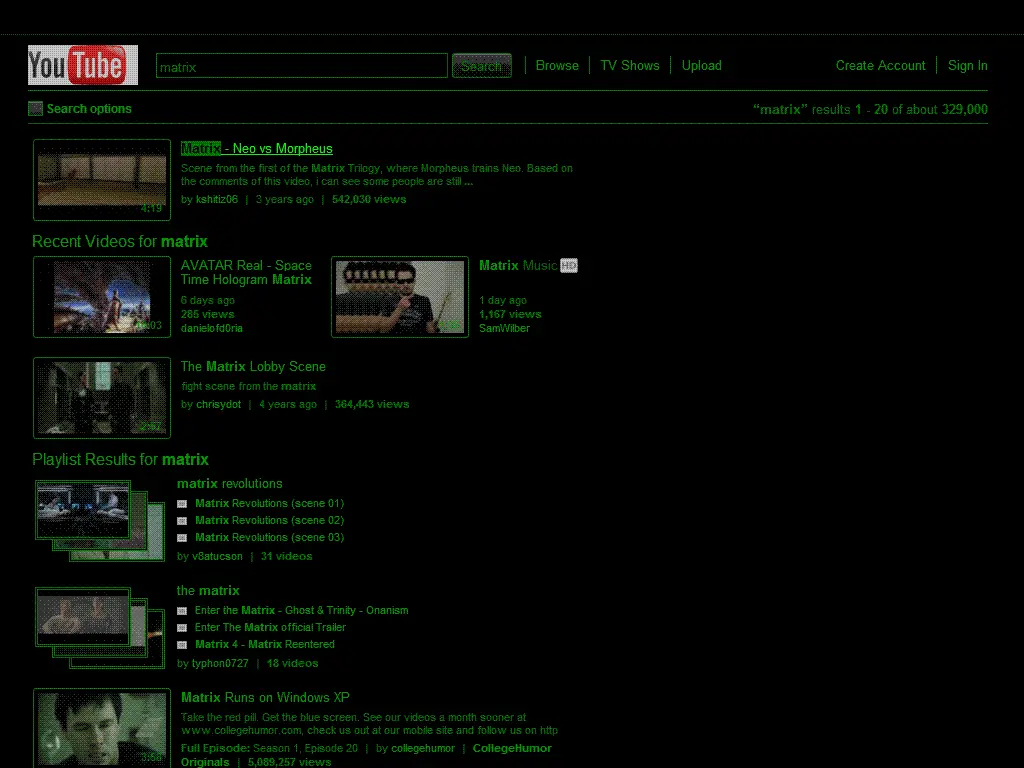 YouTube
matrix
Search
Browse
TV Shows
Upload
Create Account
Sign In
Search options
“matrix” results 1 - 20 of about 329,000
Matrix - Neo vs Morpheus
Scene from the first of the Matrix Trilogy, where Morpheus trains Neo. Based on
the comments of this video, i can see some people are still ...
by kshitiz06 | 3 years ago | 542,030 views
4:19
Recent Videos for matrix
AVATAR Real - Space
Time Hologram Matrix
6 days ago
285 views
danielofd0ria
Matrix Music HD
1 day ago
1,167 views
SamWilber
The Matrix Lobby Scene
fight scene from the matrix
by chrisydot | 4 years ago | 364,443 views
Playlist Results for matrix
matrix revolutions
Matrix Revolutions (scene 01)
Matrix Revolutions (scene 02)
Matrix Revolutions (scene 03)
by v8atucson | 31 videos
the matrix
Enter the Matrix - Ghost & Trinity - Onanism
Enter The Matrix official Trailer
Matrix 4 - Matrix Reentered
by typhon0727 | 18 videos
Matrix Runs on Windows XP
Take the red pill. Get the blue screen. See our videos a month sooner at
www.collegehumor.com, check us out at our mobile site and follow us on http
Full Episode: Season 1, Episode 20 | by collegehumor | CollegeHumor
Originals | 5,089,257 views